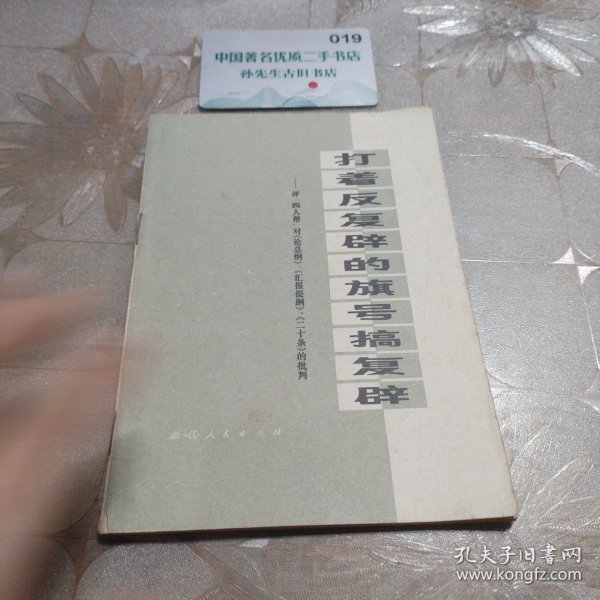 019
中国著名优质二手书店
孙先生古旧书店
打着反复辟的旗号搞复辟
——评“四人帮”对《论总纲》、《汇报提纲》、《二十条》的批判
浙江人民出版社
孔夫子旧书网
www.kongfz.com